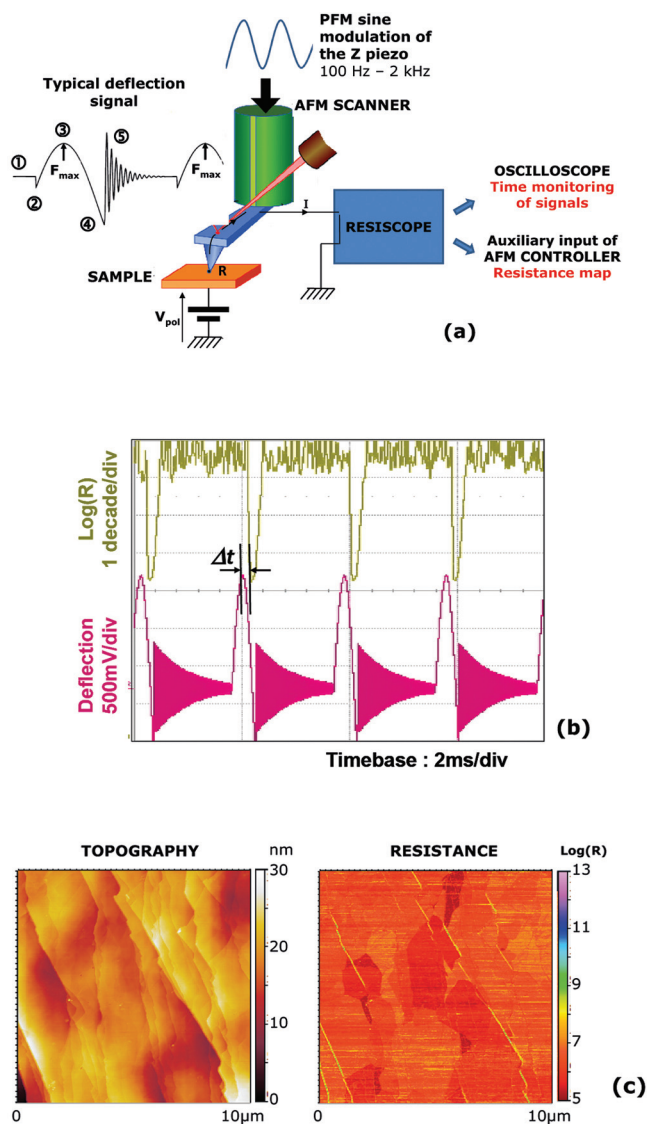 PFM sine
modulation of
the Z piezo
100 Hz – 2 kHz
Typical deflection
signal
AFM SCANNER
①
②
③
④
⑤
F max
F max
I
RESISCOPE
OSCILLOSCOPE
Time monitoring
of signals
Auxiliary input of
AFM CONTROLLER
Resistance map
SAMPLE
R
V pol
(a)
Log(R)
1 decade/div
Δt
Deflection
500mV/div
(b)
Timebase : 2ms/div
TOPOGRAPHY
nm
30
20
10
0
0
10µm
RESISTANCE
Log(R)
13
11
9
7
5
0
10µm
(c)